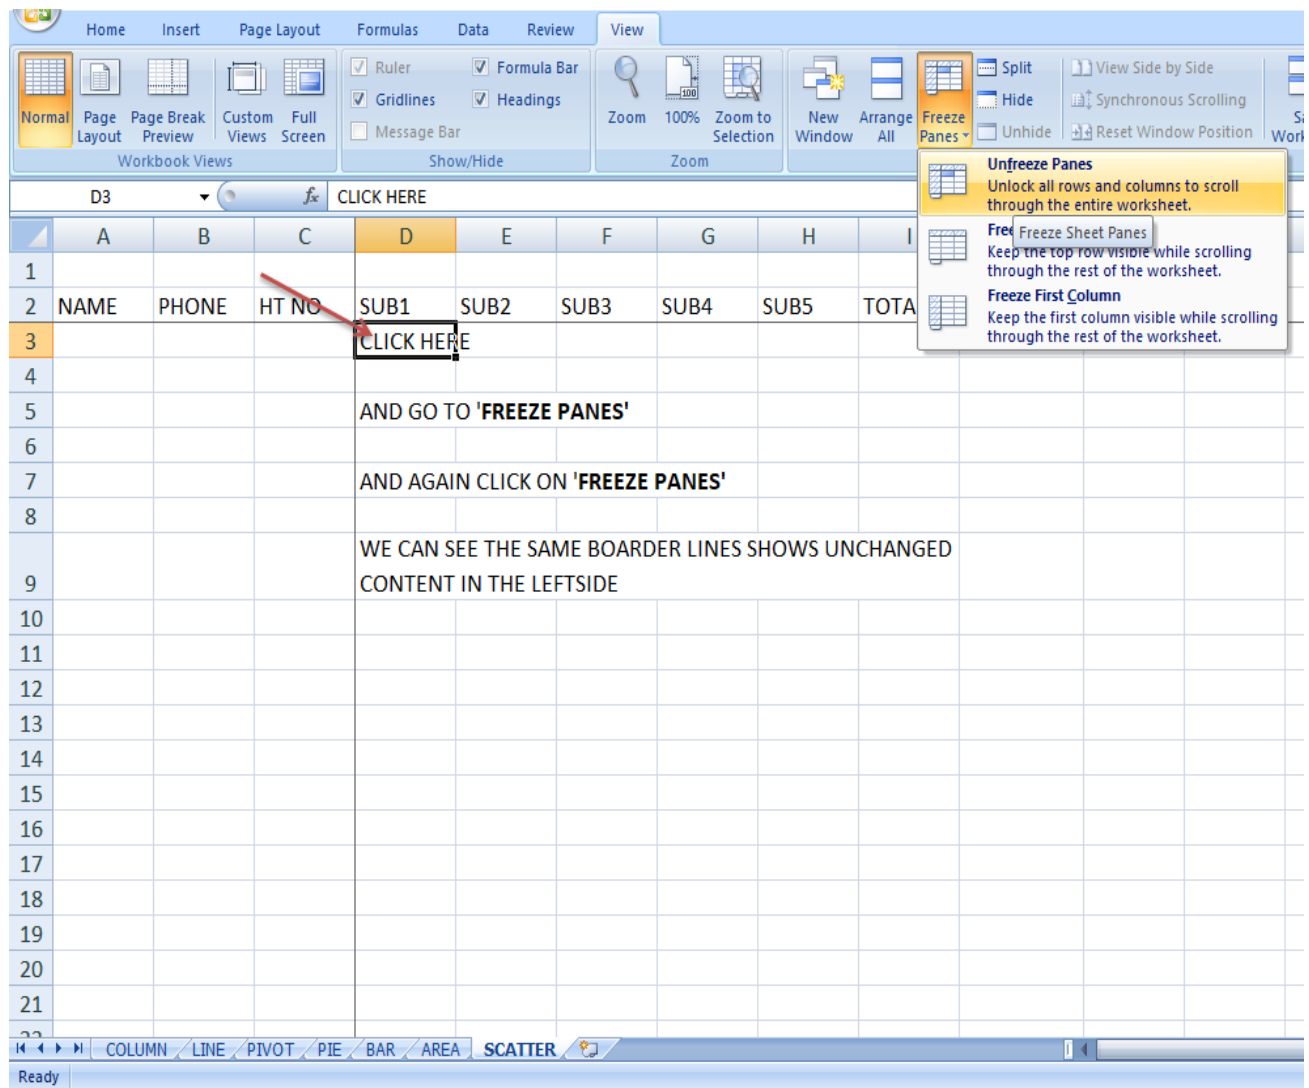 Home Insert Page Layout Formulas Data Review View
Ruler Formula Bar Split View Side by Side
Gridlines Headings Hide Synchronous Scrolling
Normal Page Layout Page Break Preview Custom Views Full Screen Message Bar Zoom 100% Zoom to Selection New Window Arrange All Freeze Panes Unhide Reset Window Position
Workbook Views Show/Hide Zoom
Unfreeze Panes
Unlock all rows and columns to scroll
through the entire worksheet.
Freeze Sheet Panes
Keep the top row visible while scrolling
through the rest of the worksheet.
Freeze First Column
Keep the first column visible while scrolling
through the rest of the worksheet.
D3 fx CLICK HERE
A B C D E F G H I
1
2 NAME PHONE HT NO SUB1 SUB2 SUB3 SUB4 SUB5
3 CLICK HERE
4
5 AND GO TO 'FREEZE PANES'
6
7 AND AGAIN CLICK ON 'FREEZE PANES'
8
WE CAN SEE THE SAME BOARDER LINES SHOWS UNCHANGED
9 CONTENT IN THE LEFTSIDE
10
11
12
13
14
15
16
17
18
19
20
21
COLUMN LINE PIVOT PIE BAR AREA SCATTER
Ready